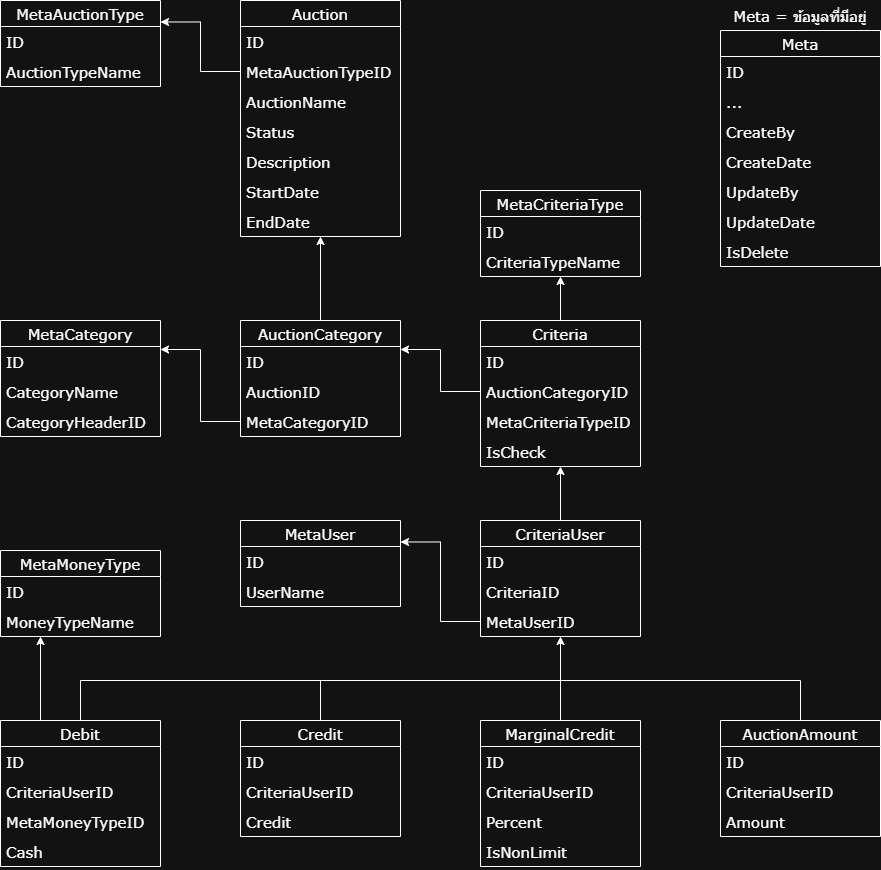 MetaAuctionType
ID
AuctionTypeName
Auction
ID
MetaAuctionTypeID
AuctionName
Status
Description
StartDate
EndDate
Meta = ข้อมูลที่มีอยู่
Meta
ID
...
CreateBy
CreateDate
UpdateBy
UpdateDate
IsDelete
MetaCriteriaType
ID
CriteriaTypeName
MetaCategory
ID
CategoryName
CategoryHeaderID
AuctionCategory
ID
AuctionID
MetaCategoryID
Criteria
ID
AuctionCategoryID
MetaCriteriaTypeID
IsCheck
MetaMoneyType
ID
MoneyTypeName
MetaUser
ID
UserName
CriteriaUser
ID
CriteriaID
MetaUserID
Debit
ID
CriteriaUserID
MetaMoneyTypeID
Cash
Credit
ID
CriteriaUserID
Credit
MarginalCredit
ID
CriteriaUserID
Percent
IsNonLimit
AuctionAmount
ID
CriteriaUserID
Amount